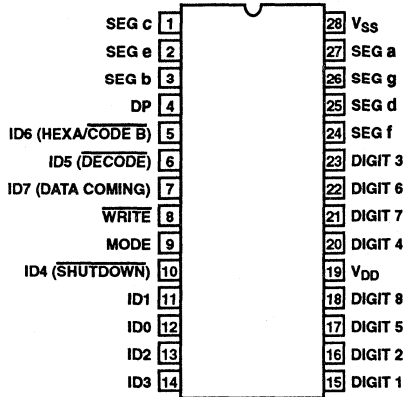 SEG c 1 28 VSS
SEG e 2 27 SEG a
SEG b 3 26 SEG g
DP 4 25 SEG d
ID6 (HEXA/CODE B) 5 24 SEG f
ID5 (DECODE) 6 23 DIGIT 3
ID7 (DATA COMING) 7 22 DIGIT 6
WRITE 8 21 DIGIT 7
MODE 9 20 DIGIT 4
ID4 (SHUTDOWN) 10 19 VDD
ID1 11 18 DIGIT 8
ID0 12 17 DIGIT 5
ID2 13 16 DIGIT 2
ID3 14 15 DIGIT 1